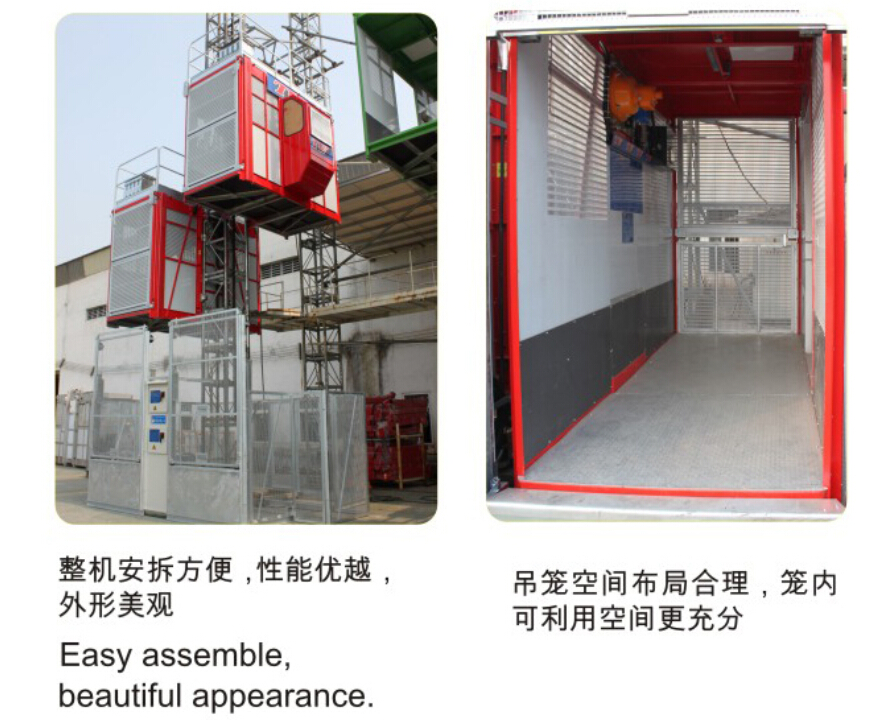 整机安拆方便,性能优越,
外形美观
Easy assemble,
beautiful appearance.
吊笼空间布局合理,笼内
可利用空间更充分